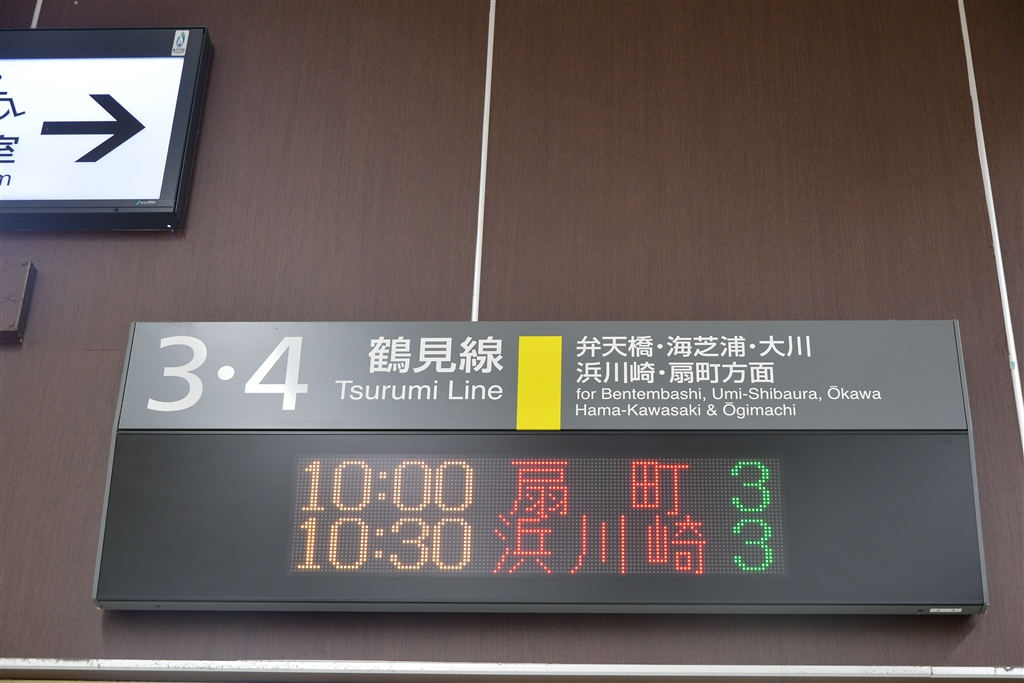 室
3・4
鶴見線
Tsurumi Line
弁天橋・海芝浦・大川
浜川崎・扇町方面
for Bentembashi, Umi-Shibaura, Ōkawa
Hama-Kawasaki & Ōgimachi
10:00 扇 町 3
10:30 浜川崎 3